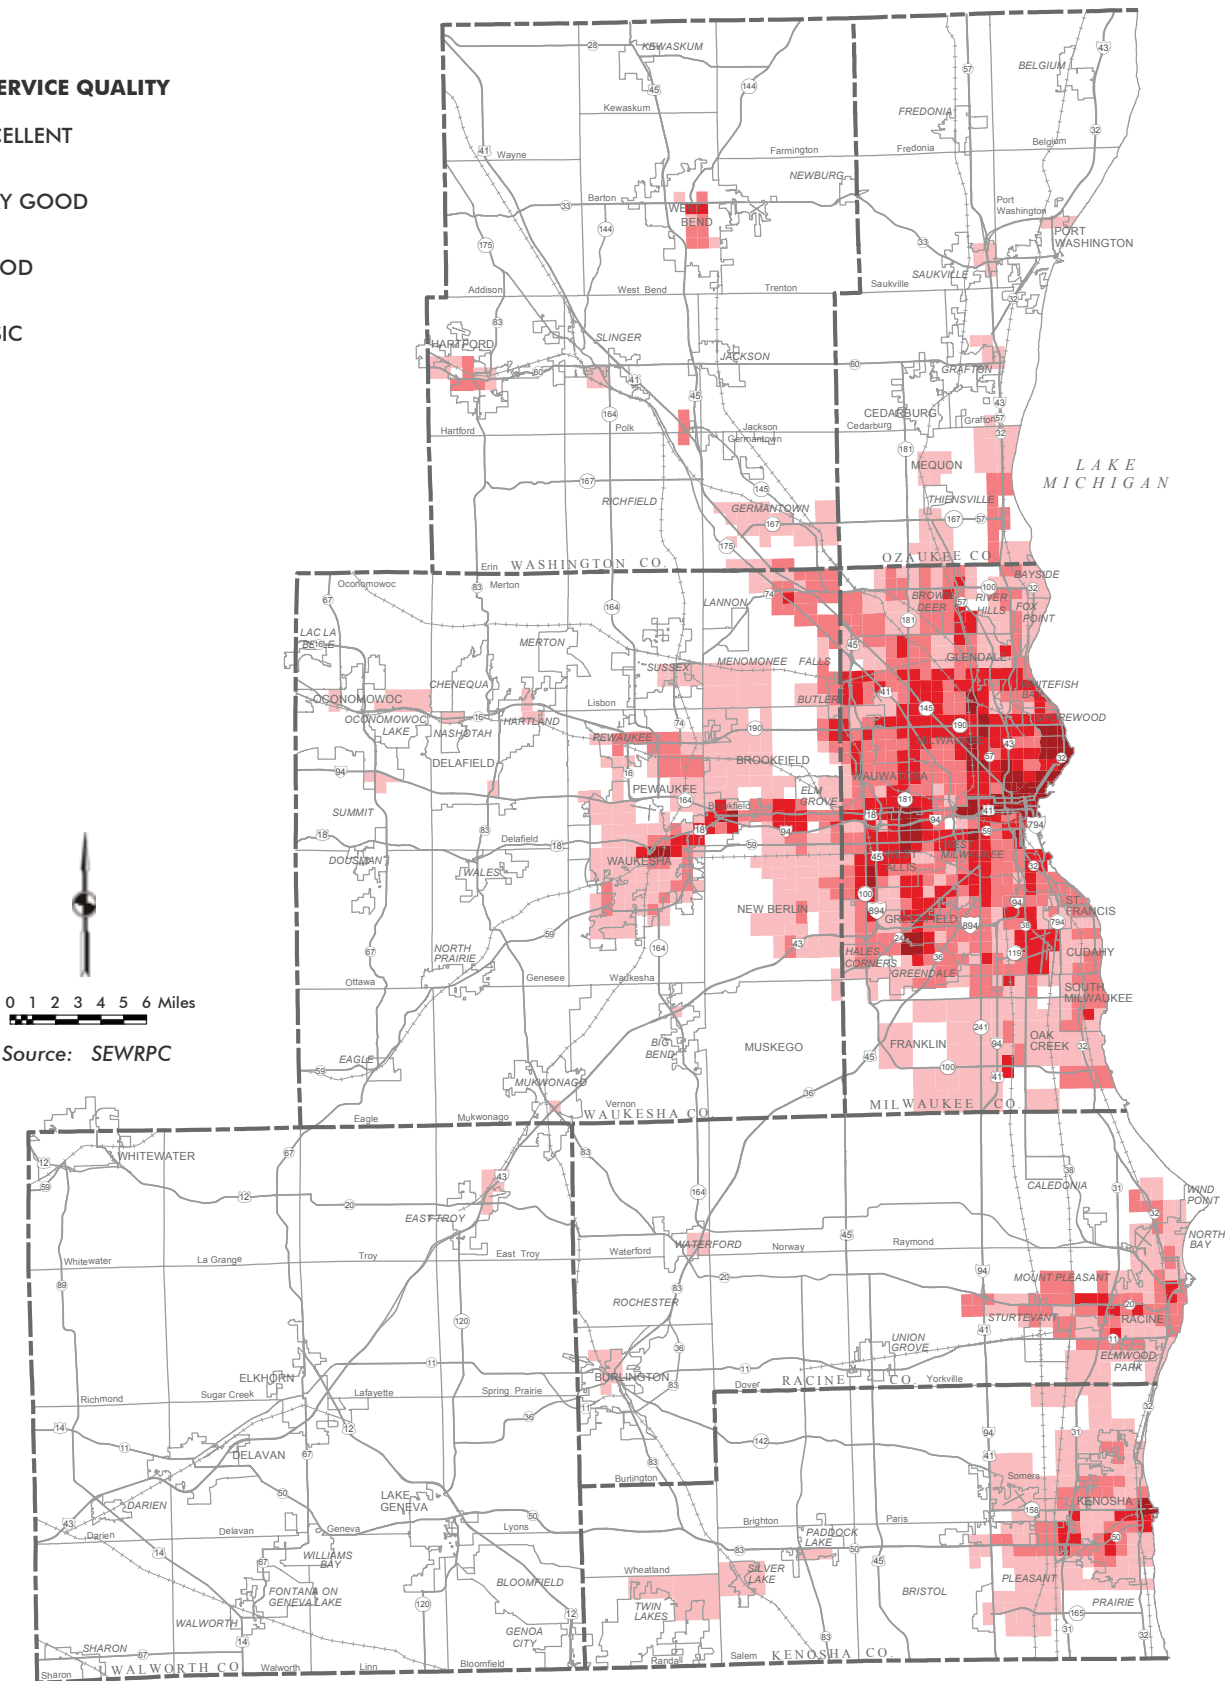 ERVICE QUALITY
CELLENT
Y GOOD
OD
SIC
0 1 2 3 4 5 6 Miles
Source: SEWRPC
LAKE
MICHIGAN
WASHINGTON CO.
OZAUKEE CO.
WAUKESHA CO.
MILWAUKEE CO.
WALWORTH CO.
RACINE CO.
KENOSHA CO.
KEWASKUM
Kewaskum
Wayne
Farmington
Fredonia
FREDONIA
BELGIUM
Belgium
NEWBURG
Barton
WEST
BEND
Port
Washington
PORT
WASHINGTON
SAUKVILLE
Saukville
Addison
West Bend
Trenton
HARTFORD
SLINGER
JACKSON
GRAFTON
CEDARBURG
Cedarburg
Grafton
Hartford
Polk
Jackson
Germantown
MEQUON
THIENSVILLE
RICHFIELD
GERMANTOWN
Erin
Oconomowoc
Merton
LANNON
BAYSIDE
BROWN
DEER
RIVER
HILLS
FOX
POINT
LAC LA
BELLE
MERTON
SUSSEX
MENOMONEE FALLS
GLENDALE
WHITEFISH
BAY
CHENEQUA
OCONOMOWOC
OCONOMOWOC
LAKE
NASHOTAH
HARTLAND
Lisbon
BUTLER
SHOREWOOD
MILWAUKEE
PEWAUKEE
DELAFIELD
PEWAUKEE
BROOKFIELD
Brookfield
ELM
GROVE
WAUWATOSA
SUMMIT
DOUSMAN
WALES
Delafield
WAUKESHA
WEST
MILWAUKEE
ALLIS
NEW BERLIN
GREENFIELD
ST.
FRANCIS
CUDAHY
HALES
CORNERS
GREENDALE
SOUTH
MILWAUKEE
NORTH
PRAIRIE
Ottawa
Genesee
Waukesha
BIG
BEND
MUSKEGO
FRANKLIN
OAK
CREEK
EAGLE
MUKWONAGO
Eagle
Mukwonago
Vernon
WHITEWATER
EAST TROY
CALEDONIA
WIND
POINT
NORTH
BAY
Whitewater
La Grange
Troy
East Troy
Waterford
WATERFORD
Norway
Raymond
ROCHESTER
MOUNT PLEASANT
STURTEVANT
RACINE
UNION
GROVE
ELMWOOD
PARK
ELKHORN
BURLINGTON
Dover
Yorkville
Richmond
Sugar Creek
Lafayette
Spring Prairie
DELAVAN
Burlington
Somers
LAKE
GENEVA
KENOSHA
DARIEN
Darien
Delavan
Geneva
Lyons
Brighton
Paris
PADDOCK
LAKE
WILLIAMS
BAY
BLOOMFIELD
Wheatland
SILVER
LAKE
PLEASANT
PRAIRIE
BRISTOL
FONTANA ON
GENEVA LAKE
TWIN
LAKES
WALWORTH
GENOA
CITY
SHARON
Sharon
Walworth
Linn
Bloomfield
Randall
Salem